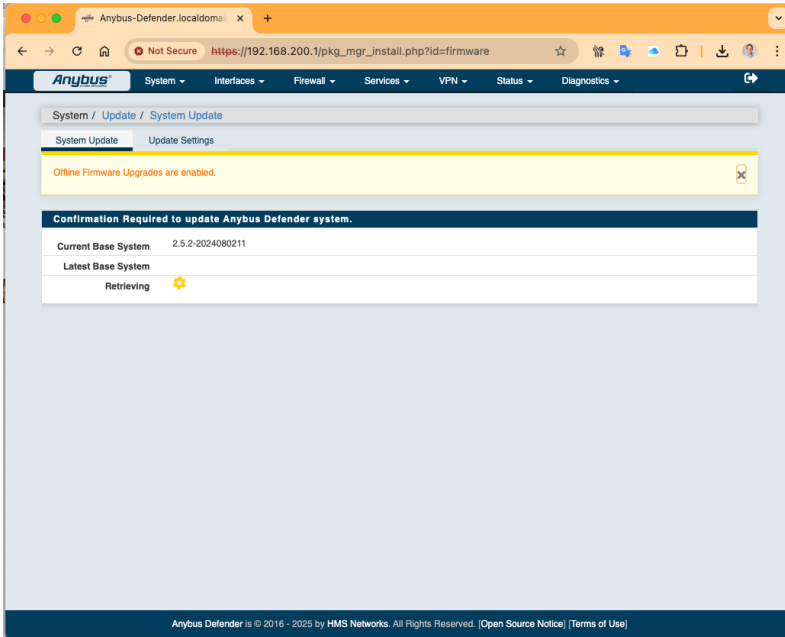 Anybus-Defender.localdomai
Not Secure https://192.168.200.1/pkg_mgr_install.php?id=firmware
Anybus® System Interfaces Firewall Services VPN Status Diagnostics
System / Update / System Update
System Update Update Settings
Offline Firmware Upgrades are enabled.
Confirmation Required to update Anybus Defender system.
Current Base System 2.5.2-2024080211
Latest Base System
Retrieving
Anybus Defender is © 2016 - 2025 by HMS Networks. All Rights Reserved. [Open Source Notice] [Terms of Use]